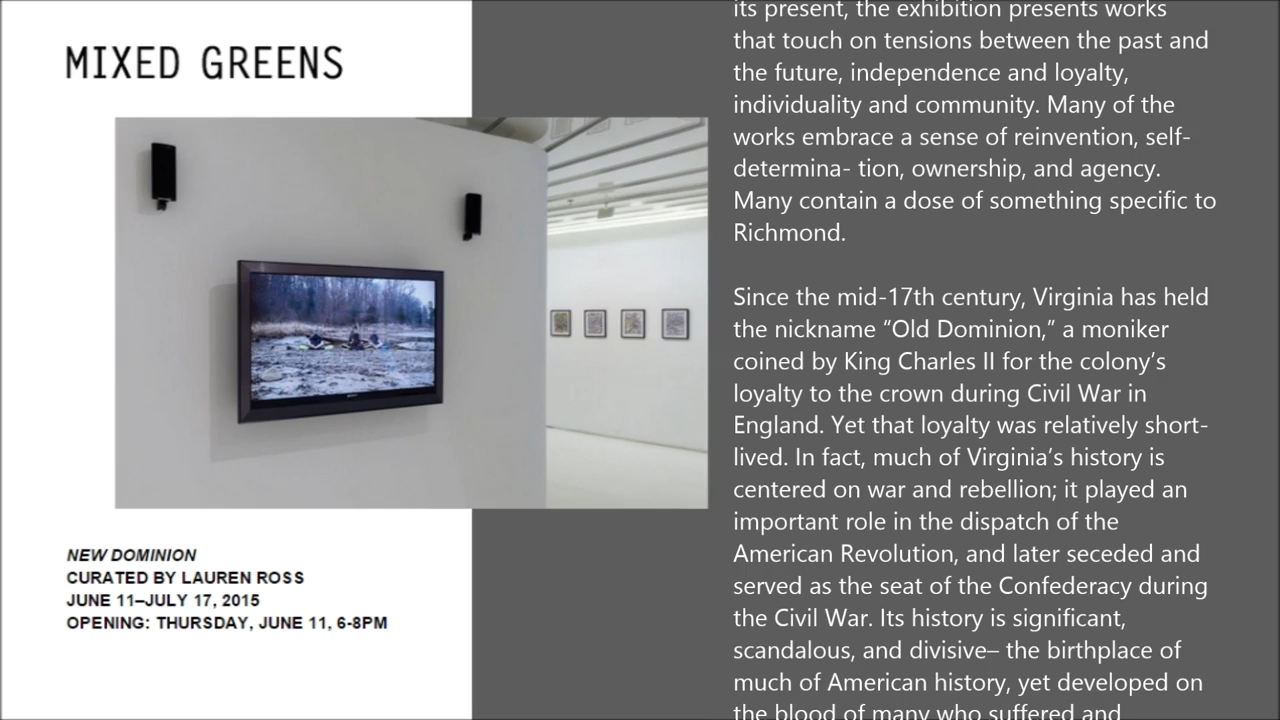 MIXED GREENS
NEW DOMINION
CURATED BY LAUREN ROSS
JUNE 11–JULY 17, 2015
OPENING: THURSDAY, JUNE 11, 6-8PM
its present, the exhibition presents works
that touch on tensions between the past and
the future, independence and loyalty,
individuality and community. Many of the
works embrace a sense of reinvention, self-
determina- tion, ownership, and agency.
Many contain a dose of something specific to
Richmond.
Since the mid-17th century, Virginia has held
the nickname “Old Dominion,” a moniker
coined by King Charles II for the colony’s
loyalty to the crown during Civil War in
England. Yet that loyalty was relatively short-
lived. In fact, much of Virginia’s history is
centered on war and rebellion; it played an
important role in the dispatch of the
American Revolution, and later seceded and
served as the seat of the Confederacy during
the Civil War. Its history is significant,
scandalous, and divisive– the birthplace of
much of American history, yet developed on
the blood of many who suffered and